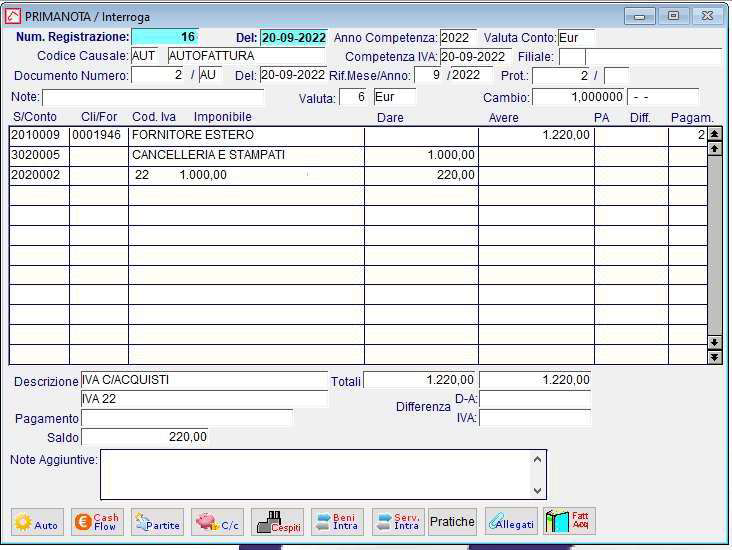 PRIMANOTA / Interroga
Num. Registrazione: 16 Del: 20-09-2022 Anno Competenza: 2022 Valuta Conto: Eur
Codice Causale: AUT AUTOFATTURA Competenza IVA: 20-09-2022 Filiale:
Documento Numero: 2 / AU Del: 20-09-2022 Rif.Mese/Anno: 9 / 2022 Prot.: 2 /
Note: Valuta: 6 Eur Cambio: 1,000000 - -
S/Conto Cli/For Cod. Iva Imponibile Dare Avere PA Diff. Pagam.
2010009 0001946 FORNITORE ESTERO 1.220,00 2
3020005 CANCELLERIA E STAMPATI 1.000,00
2020002 22 1.000,00 220,00
Descrizione IVA C/ACQUISTI Totali 1.220,00 1.220,00
IVA 22 Differenza D-A:
Pagamento IVA:
Saldo 220,00
Note Aggiuntive:
Auto Cash Flow Partite C/c Cespiti Beni Intra Serv. Intra Pratiche Allegati Fatt Acq